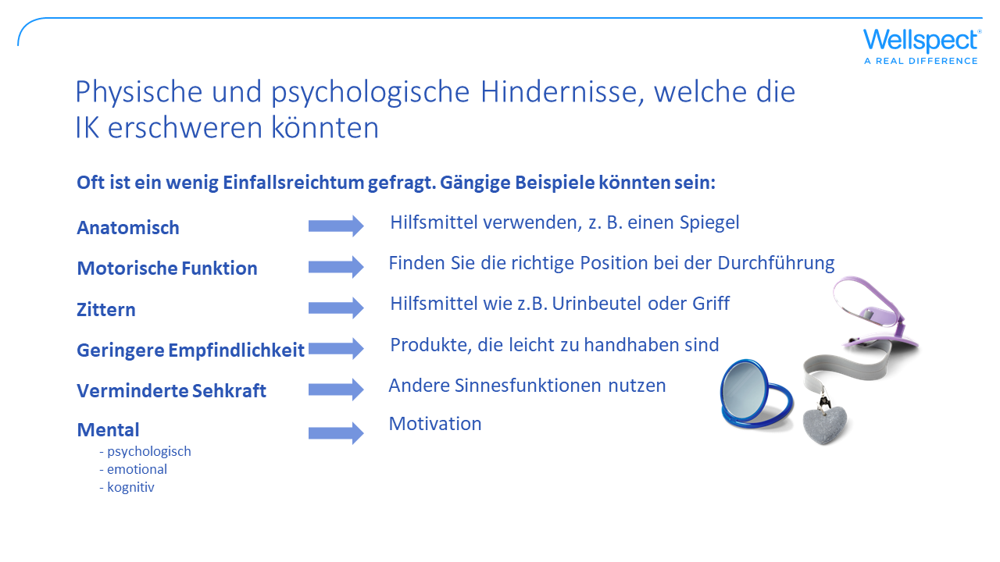 Wellspect®
A REAL DIFFERENCE
Physische und psychologische Hindernisse, welche die
IK erschweren könnten
Oft ist ein wenig Einfallsreichtum gefragt. Gängige Beispiele könnten sein:
Anatomisch Hilfsmittel verwenden, z. B. einen Spiegel
Motorische Funktion Finden Sie die richtige Position bei der Durchführung
Zittern Hilfsmittel wie z.B. Urinbeutel oder Griff
Geringere Empfindlichkeit Produkte, die leicht zu handhaben sind
Verminderte Sehkraft Andere Sinnesfunktionen nutzen
Mental Motivation
- psychologisch
- emotional
- kognitiv